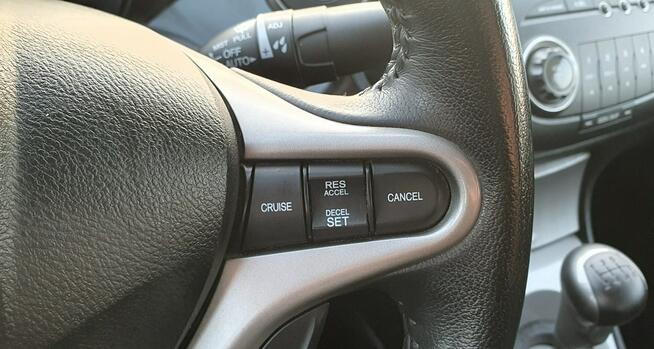 MIST PULL
ADJ
OFF
AUTO
RES
ACCEL
CRUISE
CANCEL
DECEL
SET